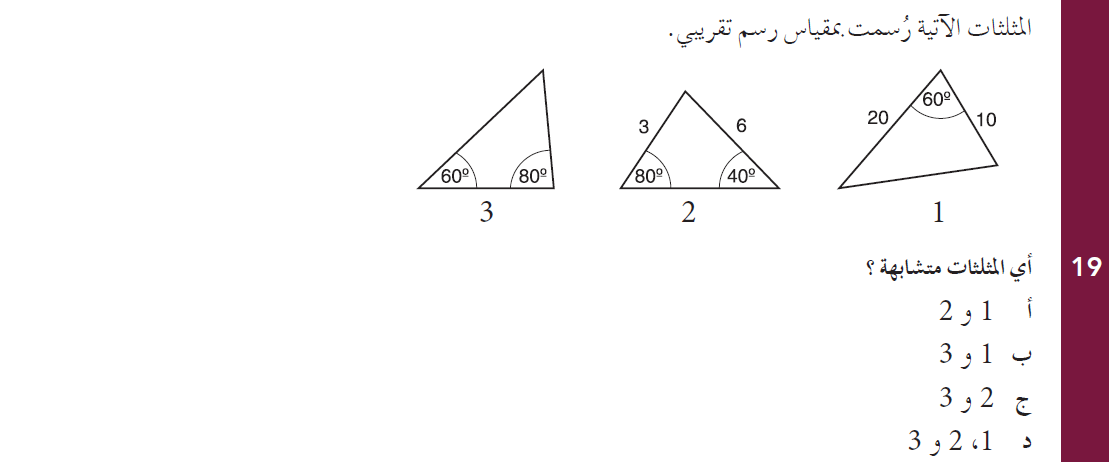 المثلثات الآتية رُسمت بمقياس رسم تقريبي.
60º
20
10
1
3
6
80º
40º
2
60º
80º
3
19
أي المثلثات متشابهة ؟
أ 1 و 2
ب 1 و 3
ج 2 و 3
د 1، 2 و 3